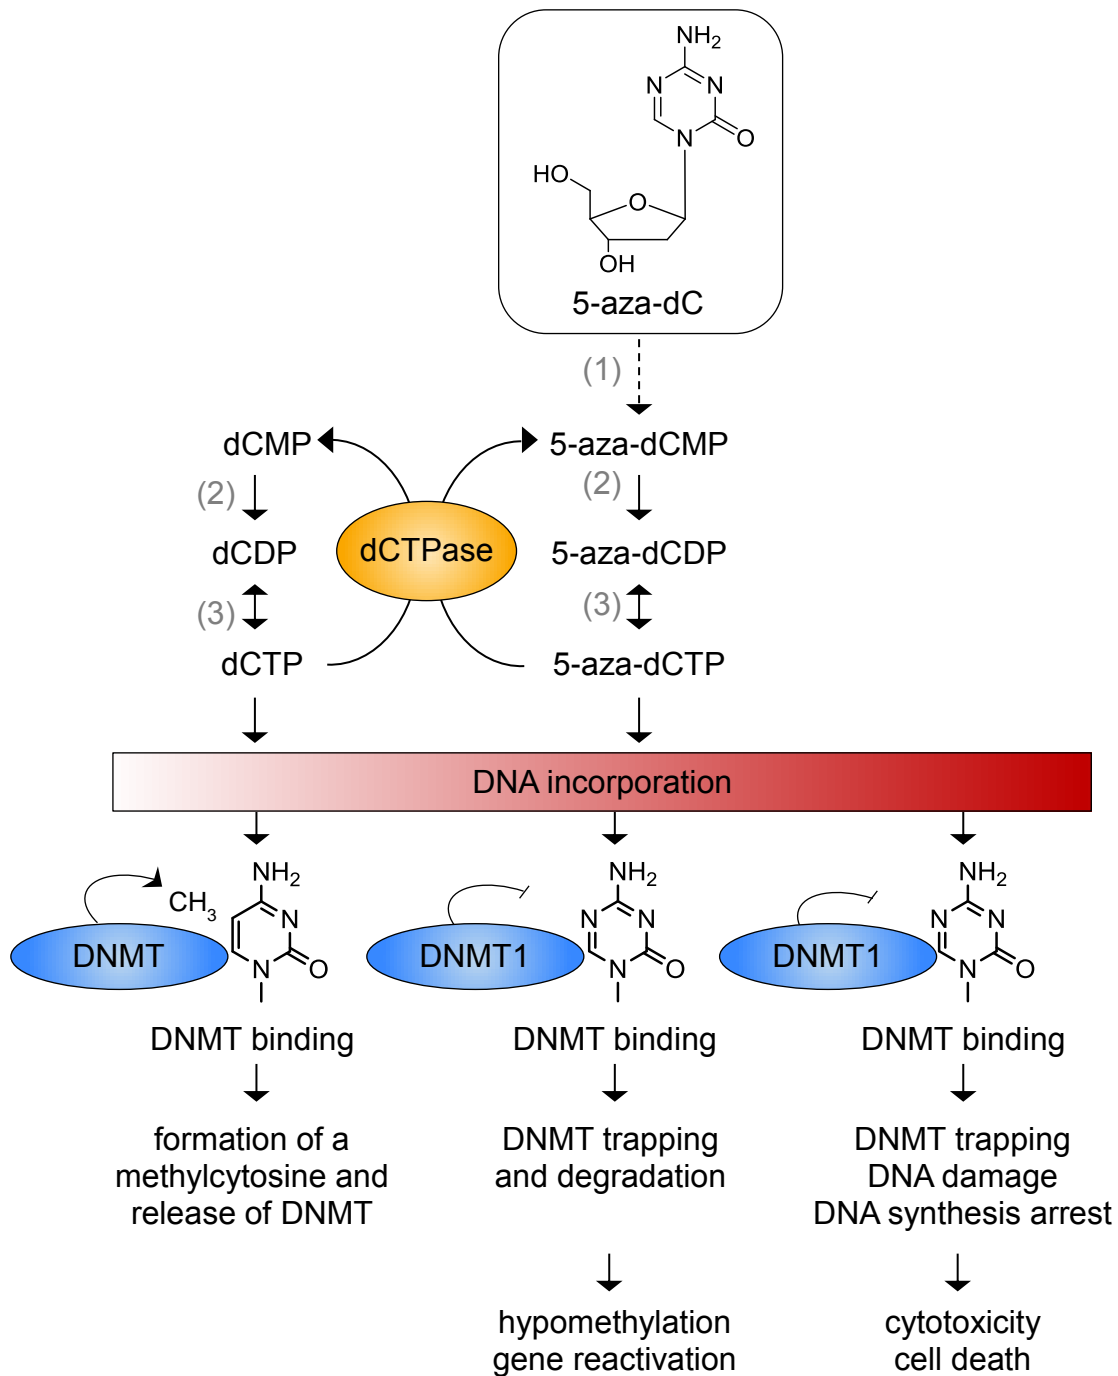 NH2
N N
N O
HO
O
OH
5-aza-dC
(1)
dCMP 5-aza-dCMP
(2) (2)
dCDP dCTPase 5-aza-dCDP
(3) (3)
dCTP 5-aza-dCTP
DNA incorporation
NH2 NH2 NH2
CH3 N N N N N
DNMT N O DNMT1 N O DNMT1 N O
DNMT binding DNMT binding DNMT binding
formation of a
methylcytosine and
release of DNMT
DNMT trapping
and degradation
DNMT trapping
DNA damage
DNA synthesis arrest
hypomethylation
gene reactivation
cytotoxicity
cell death